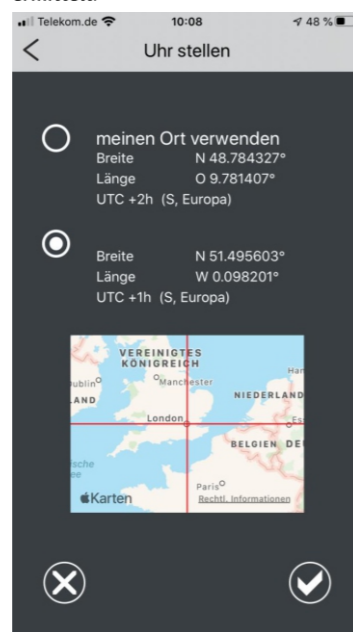 Telekom.de 10:08 48 %
Uhr stellen
meinen Ort verwenden
Breite N 48.784327°
Länge O 9.781407°
UTC +2h (S, Europa)
Breite N 51.495603°
Länge W 0.098201°
UTC +1h (S, Europa)
VEREINIGTES
KÖNIGREICH
Manchester
NIEDERLAND
London
BELGIEN
Paris
Karten
Rechtl. Informationen